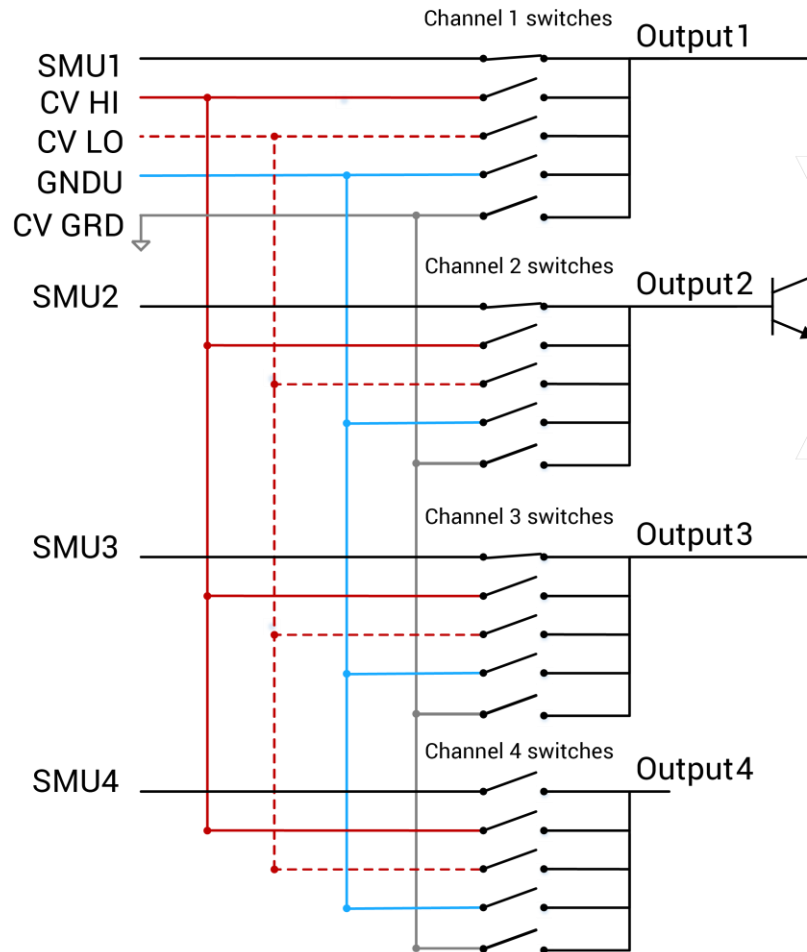 Channel 1 switches
Output1
SMU1
CV HI
CV LO
GNDU
CV GRD
Channel 2 switches
Output2
SMU2
Channel 3 switches
Output3
SMU3
Channel 4 switches
Output4
SMU4